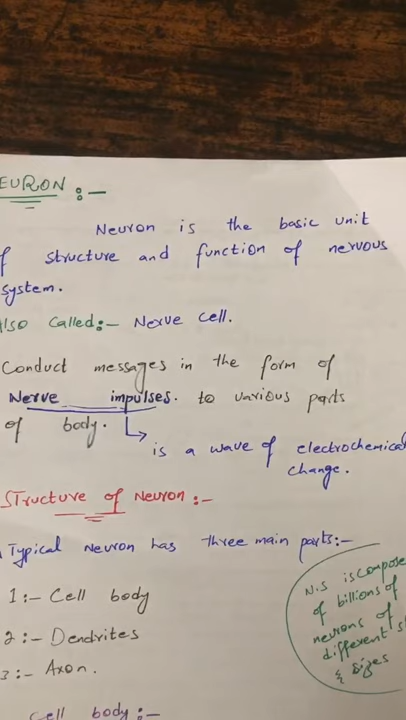 EURON :-
Neuron is the basic unit
f structure and function of nervous
system.
lso Called:- Nerve cell.
Conduct messages in the form of
Nerve impulses. to various parts
of body.
is a wave of electrochemical
change.
Structure of Neuron :-
Typical Neuron has three main parts:-
1:- Cell body
2:- Dendrites
3:- Axon.
N.S is compose
of billions of
neurons of
different s
& sizes
Cell body :-